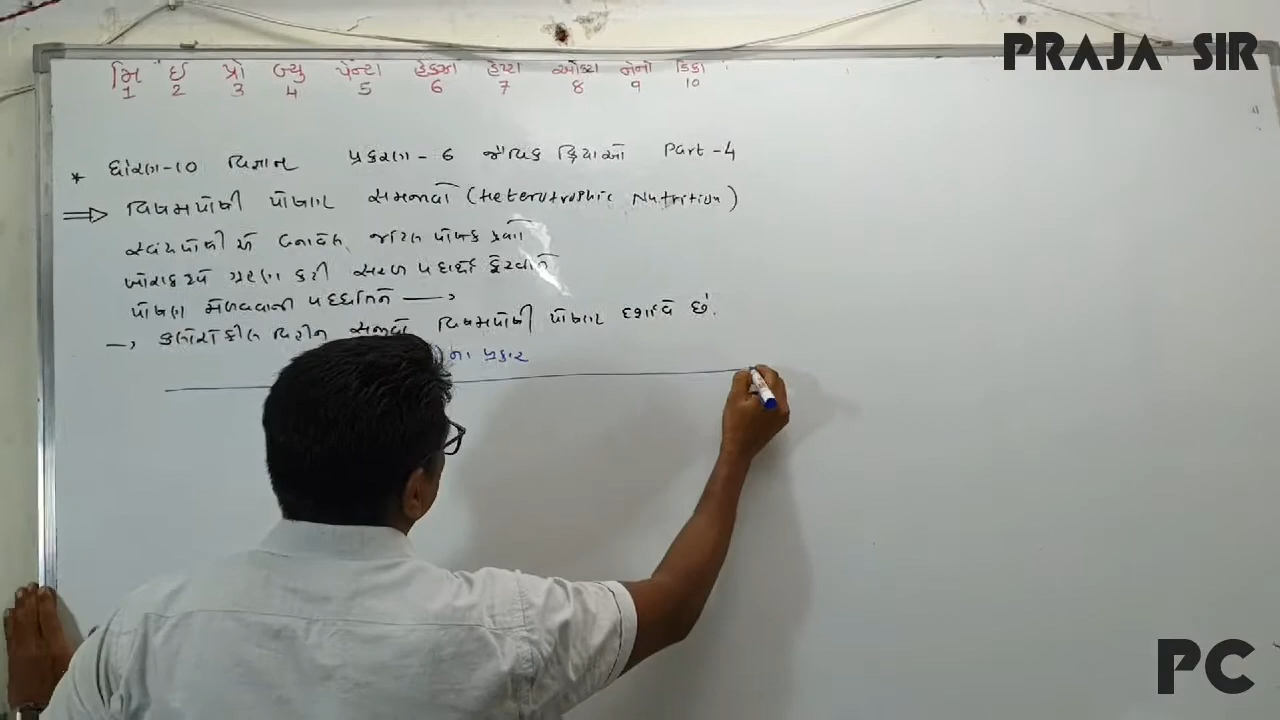 PRAJA SIR
મિ ઈ પ્રો બ્યુ પેન્ટા હેક્ઝા હેપ્ટા ઓક્ટા નોનો ડેકા
1 2 3 4 5 6 7 8 9 10
* ધોરણ-10 વિજ્ઞાન પ્રકરણ - 6 જૈવિક ક્રિયાઓ Part -4
⇒ વિષમપોષી પોષણ સમજાવો (Heterotrophic Nutrition)
સ્વયંપોષી એ બનાવેલ જટિલ પોષક દ્રવ્યો
ખોરાક રૂપે ગ્રહણ કરી સરળ પદાર્થો ફેરવીને
પોષણ મેળવવાની પદ્ધતિને →
→ ક્લોરોફીલ વિહીન સજીવો વિષમપોષી પોષણ દર્શાવે છે.
ના પ્રકાર
PC